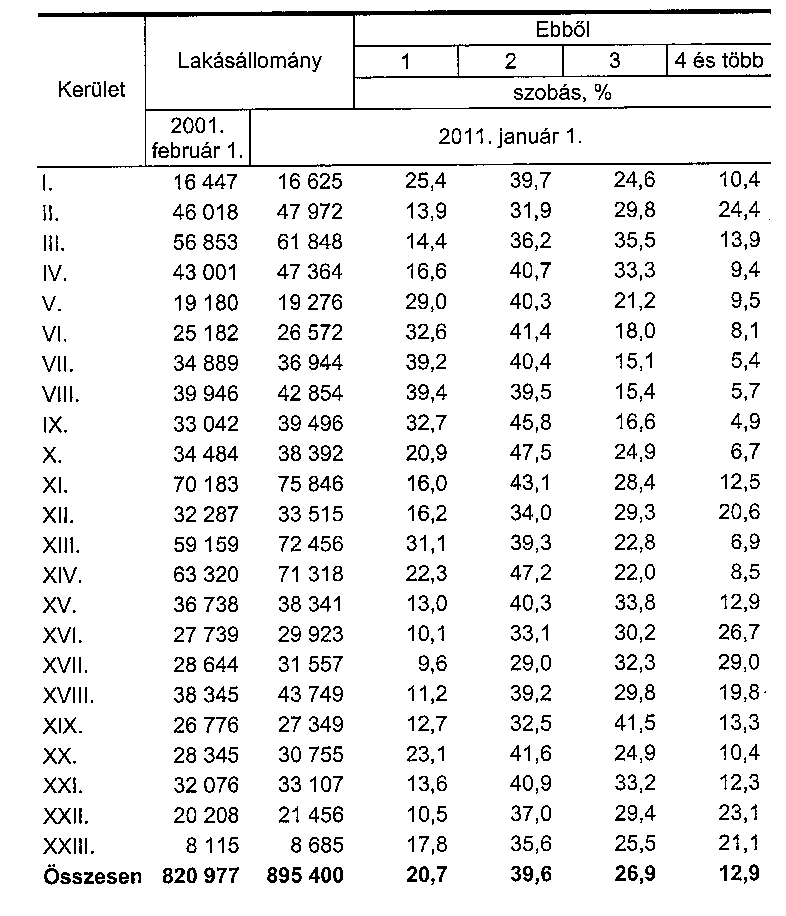 Ebből
Lakásállomány
1 2 3 4 és több
Kerület
szobás, %
2001.
február 1.
2011. január 1.
I. 16 447 16 625 25,4 39,7 24,6 10,4
II. 46 018 47 972 13,9 31,9 29,8 24,4
III. 56 853 61 848 14,4 36,2 35,5 13,9
IV. 43 001 47 364 16,6 40,7 33,3 9,4
V. 19 180 19 276 29,0 40,3 21,2 9,5
VI. 25 182 26 572 32,6 41,4 18,0 8,1
VII. 34 889 36 944 39,2 40,4 15,1 5,4
VIII. 39 946 42 854 39,4 39,5 15,4 5,7
IX. 33 042 39 496 32,7 45,8 16,6 4,9
X. 34 484 38 392 20,9 47,5 24,9 6,7
XI. 70 183 75 846 16,0 43,1 28,4 12,5
XII. 32 287 33 515 16,2 34,0 29,3 20,6
XIII. 59 159 72 456 31,1 39,3 22,8 6,9
XIV. 63 320 71 318 22,3 47,2 22,0 8,5
XV. 36 738 38 341 13,0 40,3 33,8 12,9
XVI. 27 739 29 923 10,1 33,1 30,2 26,7
XVII. 28 644 31 557 9,6 29,0 32,3 29,0
XVIII. 38 345 43 749 11,2 39,2 29,8 19,8
XIX. 26 776 27 349 12,7 32,5 41,5 13,3
XX. 28 345 30 755 23,1 41,6 24,9 10,4
XXI. 32 076 33 107 13,6 40,9 33,2 12,3
XXII. 20 208 21 456 10,5 37,0 29,4 23,1
XXIII. 8 115 8 685 17,8 35,6 25,5 21,1
Összesen 820 977 895 400 20,7 39,6 26,9 12,9